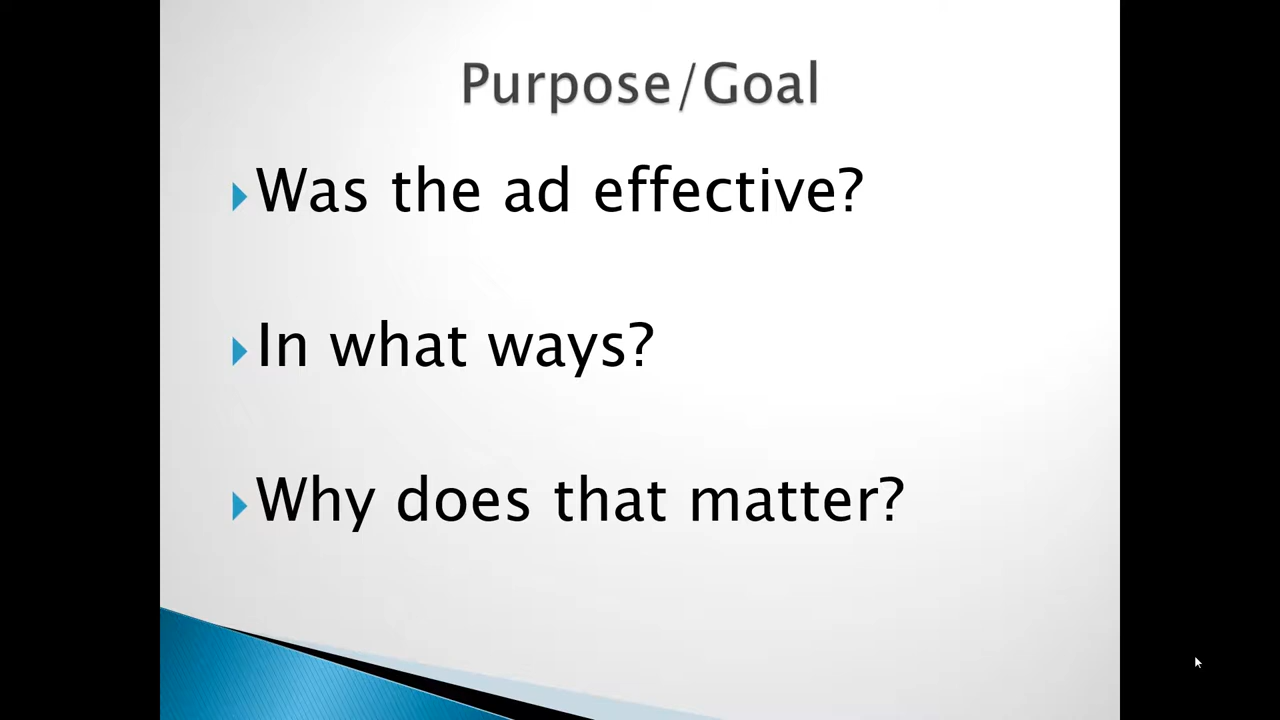 Purpose/Goal
Was the ad effective?
In what ways?
Why does that matter?